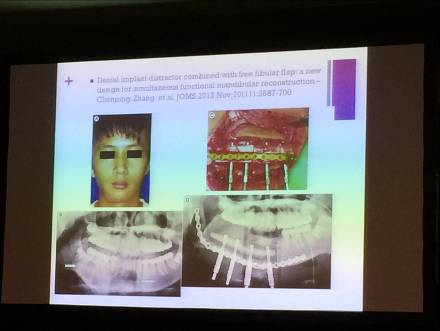 Dental implant distractor combined with free fibular flap: a new
design for simultaneous functional mandibular reconstruction –
Chenping, Zhang et al. JOMS 2012 Nov;70(11):2687-700
A
C
D